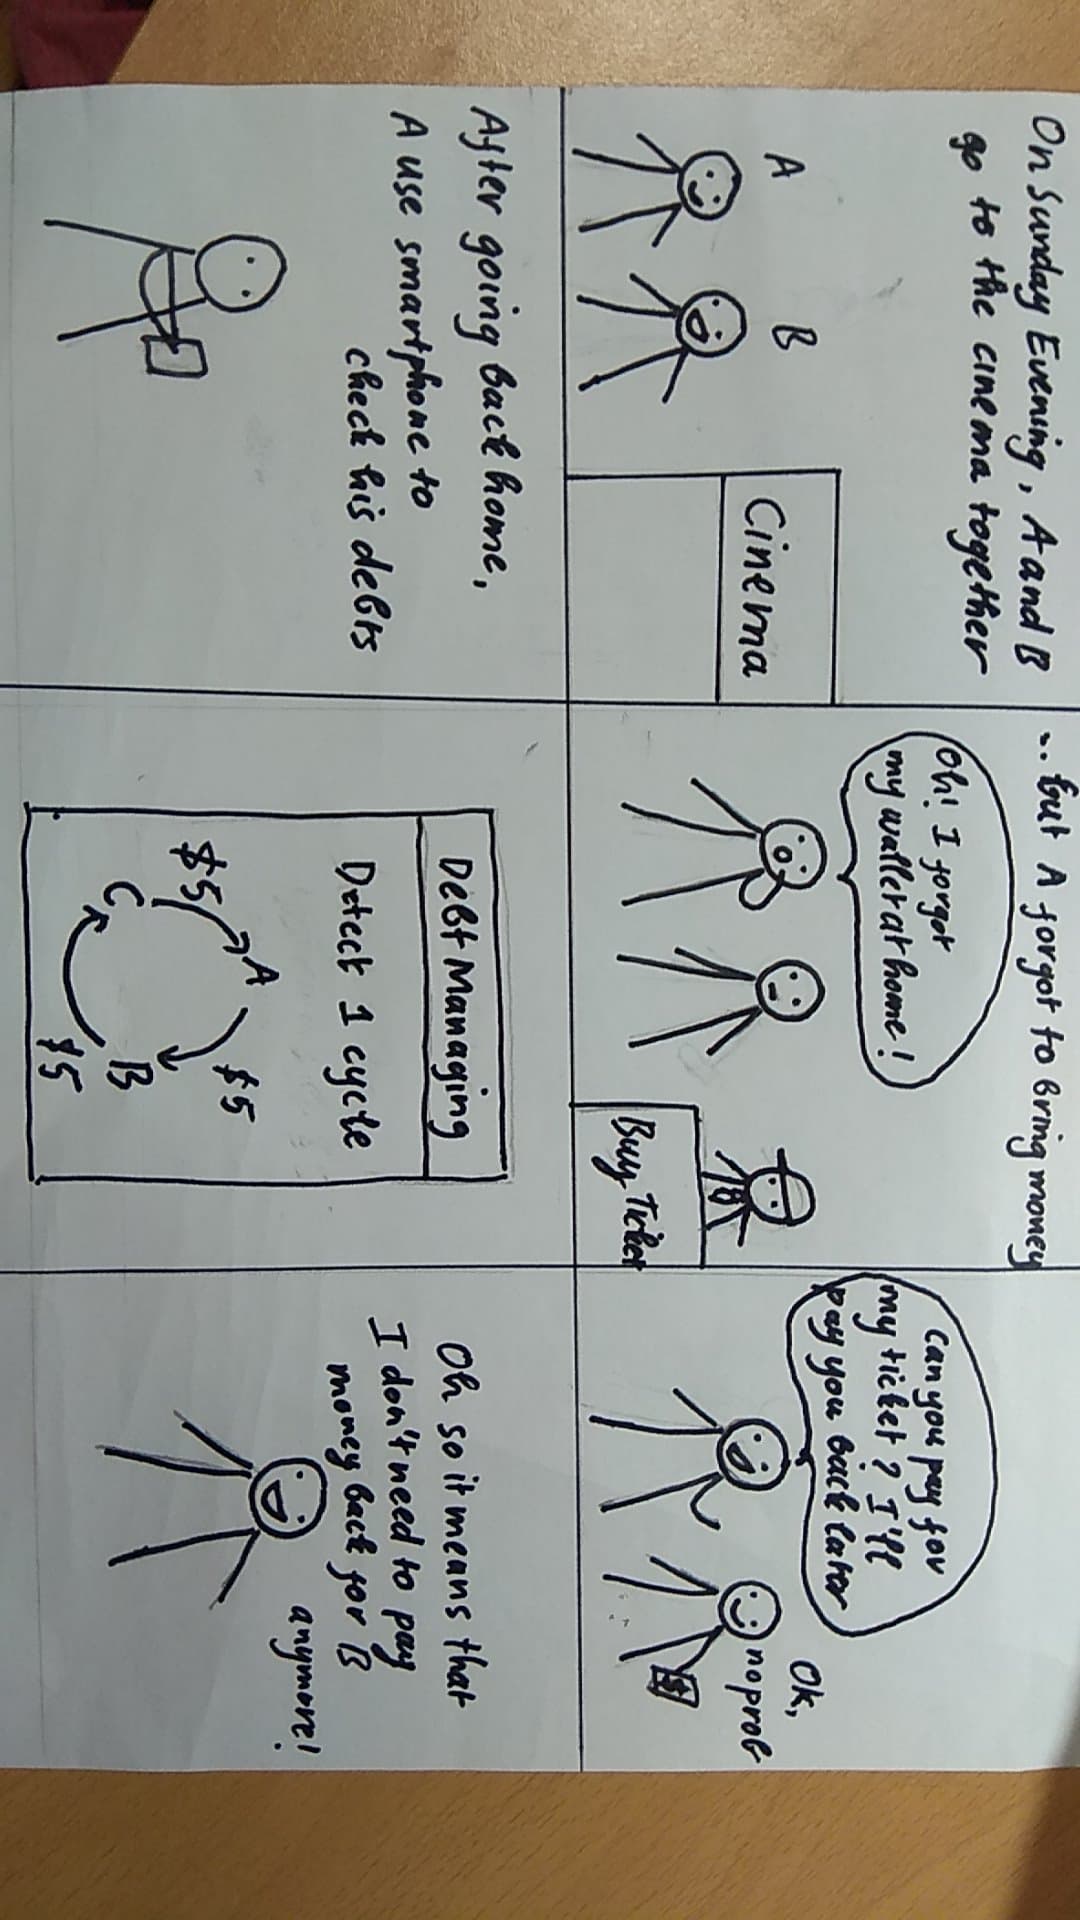 On Sunday Evening, A and B
go to the cinema together
A
B
Cinema
... but A forgot to bring money
Oh! I forgot
my wallet at home!
Buy Ticket
Can you pay for
my ticket? I'll
pay you back later
Ok,
no prob
$
After going back home,
A use smartphone to
check his debts
Debt Managing
Detect 1 cycle
A
$5
$5
C
B
$5
Oh so it means that
I don't need to pay
money back for B
anymore!